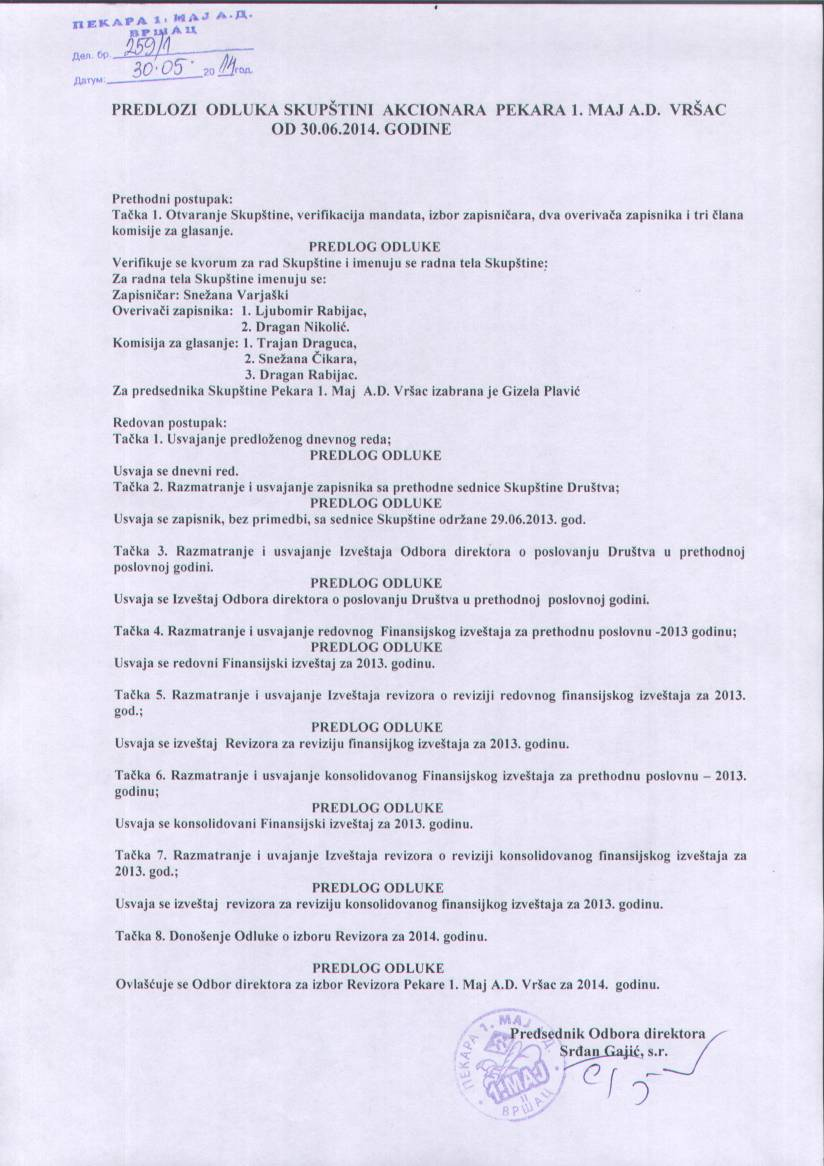 ПЕКАРА 1. МАЈ А.Д.
ВРШАЦ
Дел. бр. 259/1
Датум: 30.05. 2014 год.
PREDLOZI ODLUKA SKUPŠTINI AKCIONARA PEKARA 1. MAJ A.D. VRŠAC
OD 30.06.2014. GODINE
Prethodni postupak:
Tačka 1. Otvaranje Skupštine, verifikacija mandata, izbor zapisničara, dva overivača zapisnika i tri člana
komisije za glasanje.
PREDLOG ODLUKE
Verifikuje se kvorum za rad Skupštine i imenuju se radna tela Skupštine:
Za radna tela Skupštine imenuju se:
Zapisničar: Snežana Varjaški
Overivači zapisnika: 1. Ljubomir Rabijac,
2. Dragan Nikolić.
Komisija za glasanje: 1. Trajan Draguca,
2. Snežana Čikara,
3. Dragan Rabijac.
Za predsednika Skupštine Pekara 1. Maj A.D. Vršac izabrana je Gizela Plavić
Redovan postupak:
Tačka 1. Usvajanje predloženog dnevnog reda;
PREDLOG ODLUKE
Usvaja se dnevni red.
Tačka 2. Razmatranje i usvajanje zapisnika sa prethodne sednice Skupštine Društva;
PREDLOG ODLUKE
Usvaja se zapisnik, bez primedbi, sa sednice Skupštine održane 29.06.2013. god.
Tačka 3. Razmatranje i usvajanje Izveštaja Odbora direktora o poslovanju Društva u prethodnoj
poslovnoj godini.
PREDLOG ODLUKE
Usvaja se Izveštaj Odbora direktora o poslovanju Društva u prethodnoj poslovnoj godini.
Tačka 4. Razmatranje i usvajanje redovnog Finansijskog izveštaja za prethodnu poslovnu -2013 godinu;
PREDLOG ODLUKE
Usvaja se redovni Finansijski izveštaj za 2013. godinu.
Tačka 5. Razmatranje i usvajanje Izveštaja revizora o reviziji redovnog finansijskog izveštaja za 2013.
god.;
PREDLOG ODLUKE
Usvaja se izveštaj Revizora za reviziju finansijkog izveštaja za 2013. godinu.
Tačka 6. Razmatranje i usvajanje konsolidovanog Finansijskog izveštaja za prethodnu poslovnu – 2013.
godinu;
PREDLOG ODLUKE
Usvaja se konsolidovani Finansijski izveštaj za 2013. godinu.
Tačka 7. Razmatranje i uvajanje Izveštaja revizora o reviziji konsolidovanog finansijskog izveštaja za
2013. god.;
PREDLOG ODLUKE
Usvaja se izveštaj revizora za reviziju konsolidovanog finansijkog izveštaja za 2013. godinu.
Tačka 8. Donošenje Odluke o izboru Revizora za 2014. godinu.
PREDLOG ODLUKE
Ovlašćuje se Odbor direktora za izbor Revizora Pekare 1. Maj A.D. Vršac za 2014. godinu.
Predsednik Odbora direktora
Srđan Gajić, s.r.
ПЕКАРА 1. МАЈ А.Д.
1. МАЈ
II
ВРШАЦ